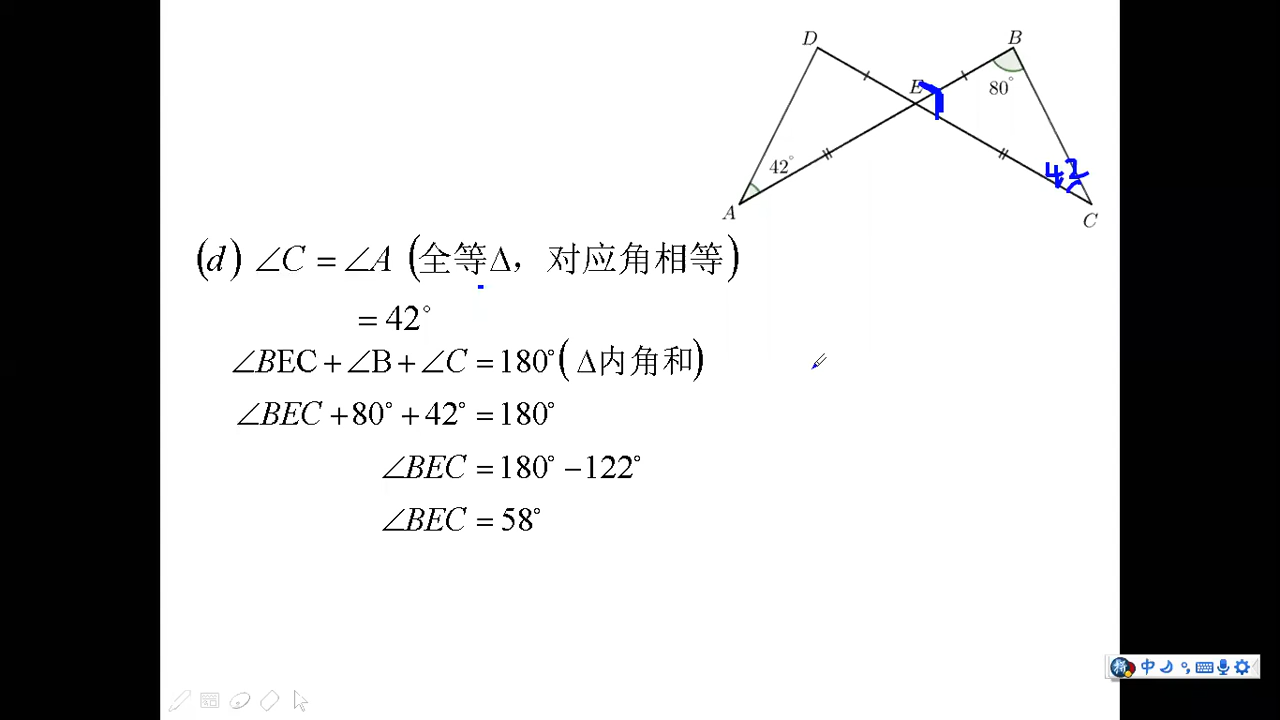 D
B
E
80°
42°
42
A
C
(d) ∠C = ∠A (全等Δ，对应角相等)
= 42°
∠BEC + ∠B + ∠C = 180° (Δ内角和)
∠BEC + 80° + 42° = 180°
∠BEC = 180° − 122°
∠BEC = 58°
中